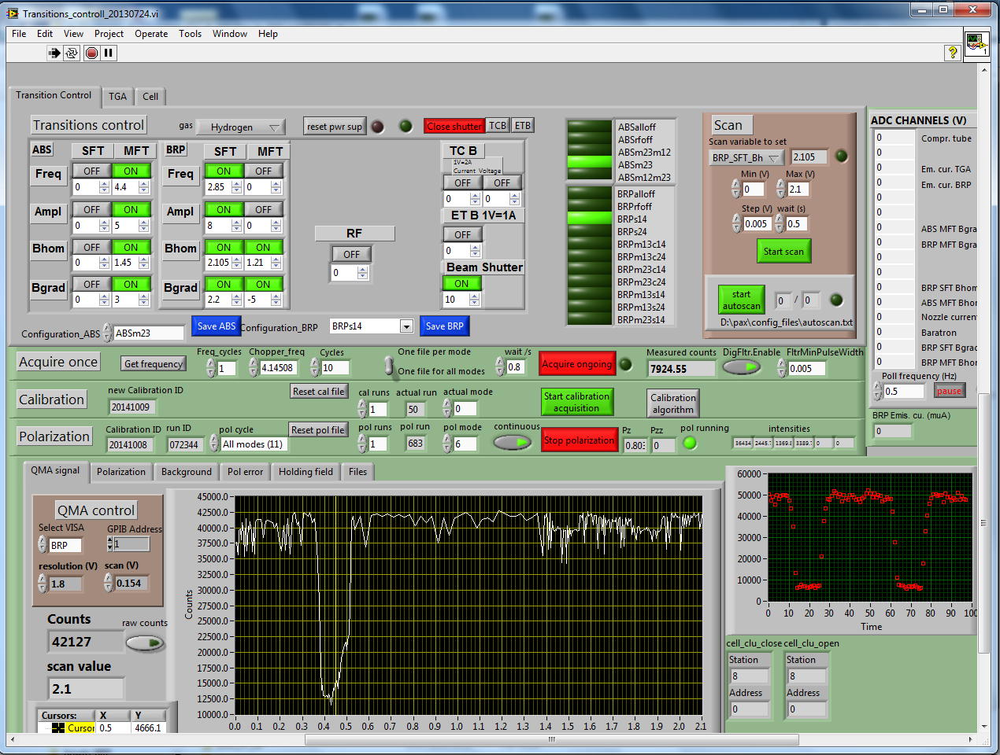 Transitions_controll_20130724.vi
File Edit View Project Operate Tools Window Help
1
Transition Control TGA Cell
Transitions control gas Hydrogen reset pwr sup Close shutter TCB ETB
ABS SFT MFT BRP SFT MFT
Freq OFF ON Freq ON OFF
0 4.4 2.85 0
Ampl OFF ON Ampl ON OFF
0 5 8 0
Bhom OFF ON Bhom ON ON
0 1.45 2.105 1.21
Bgrad OFF ON Bgrad ON ON
0 3 2.2 -5
RF
OFF
0
TC B
1V=2A
Current Voltage
OFF OFF
0 0
ET B 1V=1A
OFF
0
Beam Shutter
ON
10
Configuration_ABS ABSm23 Save ABS Configuration_BRP BRPs14 Save BRP
ABSalloff
ABSrfoff
ABSm23m12
ABSm23
ABSm12m23
BRPalloff
BRPrfoff
BRPs14
BRPs24
BRPm13c14
BRPm13c24
BRPm23c14
BRPm23c24
BRPm13s14
BRPm13s24
BRPm23s14
Scan
Scan variable to set
BRP_SFT_Bh 2.105
Min (V) Max (V)
0 2.1
Step (V) wait (s)
0.005 0.5
Start scan
start autoscan 0 / 0
D:\pax\config_files\autoscan.txt
ADC CHANNELS (V)
0 Compr. tube
0
0 Em. cur. TGA
0 Em. cur. BRP
0
0
0 ABS MFT Bgra
0 BRP MFT Bgra
0
0
0 BRP SFT Bhom
0 ABS MFT Bhor
0 Nozzle current
0 Baratron
0 BRP SFT Bgrad
0 BRP MFT Bhom
Poll frequency (Hz)
0.5 pause
BRP Emis. cu. (muA)
0
Acquire once Get frequency Freq_cycles 1 Chopper_freq 4.14508 Cycles 10 One file per mode One file for all modes wait /s 0.8 Acquire ongoing Measured counts 7924.55 DigFltr.Enable FltrMinPulseWidth 0.005
Calibration new Calibration ID 20141009 Reset cal file cal runs 1 actual run 50 actual mode 0 Start calibration acquisition Calibration algorithm
Polarization Calibration ID 20141008 run ID 072344 pol cycle All modes (11) Reset pol file pol runs 1 pol run 683 pol mode 6 continuous Stop polarization Pz 0.803 Pzz 0 pol running intensities 36434 2445.7 1369.8 3389.7 0 0
QMA signal Polarization Background Pol error Holding field Files
QMA control
Select VISA GPIB Address
BRP 1
resolution (V) scan (V)
1.8 0.154
Counts raw counts
42127
scan value
2.1
Cursors: X Y
Cursor 0.5 4666.1
Counts
45000.0
42500.0
40000.0
37500.0
35000.0
32500.0
30000.0
27500.0
25000.0
22500.0
20000.0
17500.0
15000.0
12500.0
10000.0
0.0 0.1 0.2 0.3 0.4 0.5 0.6 0.7 0.8 0.9 1.0 1.1 1.2 1.3 1.4 1.5 1.6 1.7 1.8 1.9 2.0 2.1
60000
50000
40000
30000
20000
10000
0
0 10 20 30 40 50 60 70 80 90 100
Time
cell_clu_close cell_clu_open
Station Station
8 8
Address Address
0 0